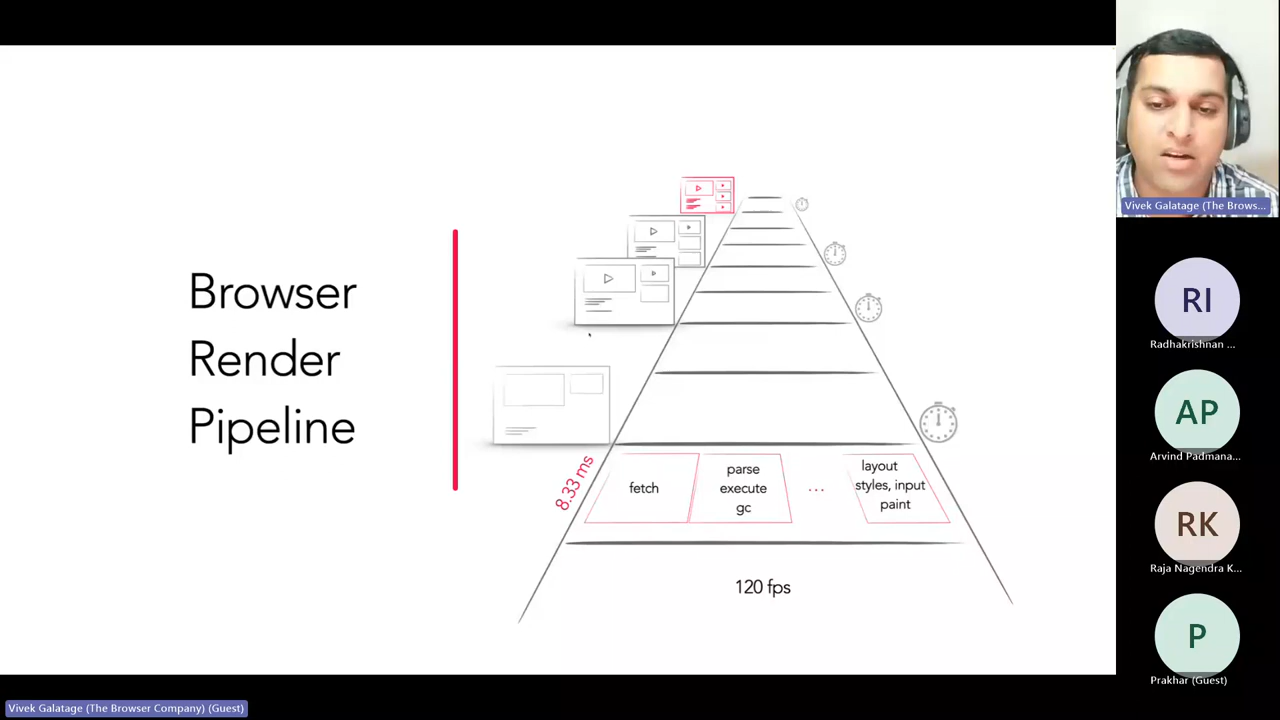 Browser
Render
Pipeline
8.33 ms
fetch
parse
execute
gc
...
layout
styles, input
paint
120 fps
Vivek Galatage (The Brows...
RI
Radhakrishnan ...
AP
Arvind Padmana...
RK
Raja Nagendra K...
P
Prakhar (Guest)
Vivek Galatage (The Browser Company) (Guest)